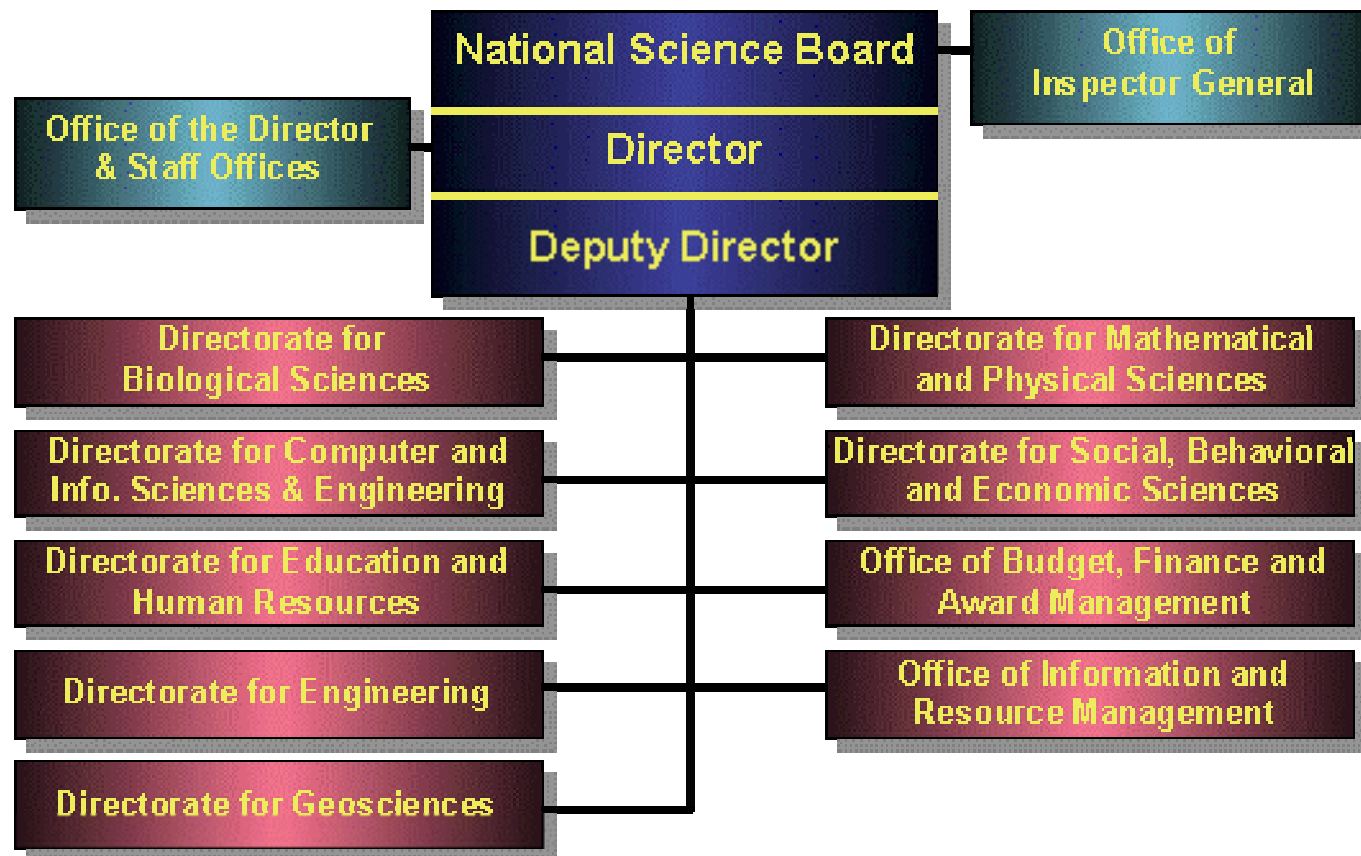 National Science Board
Director
Deputy Director
Office of
Inspector General
Office of the Director
& Staff Offices
Directorate for
Biological Sciences
Directorate for Computer and
Info. Sciences & Engineering
Directorate for Education and
Human Resources
Directorate for Engineering
Directorate for Geosciences
Directorate for Mathematical
and Physical Sciences
Directorate for Social, Behavioral
and Economic Sciences
Office of Budget, Finance and
Award Management
Office of Information and
Resource Management